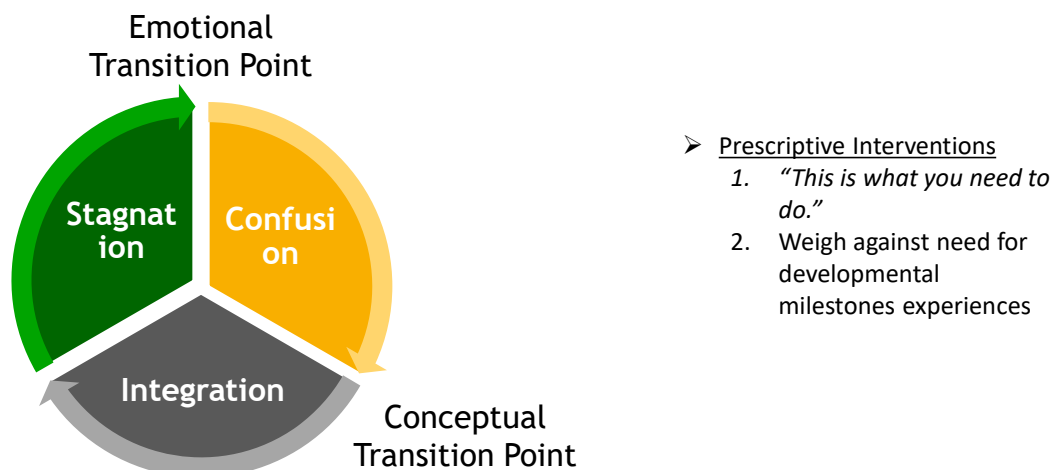 Emotional
Transition Point
Stagnat
ion
Confusi
on
Integration
Conceptual
Transition Point
➢ Prescriptive Interventions
1. “This is what you need to
do.”
2. Weigh against need for
developmental
milestones experiences